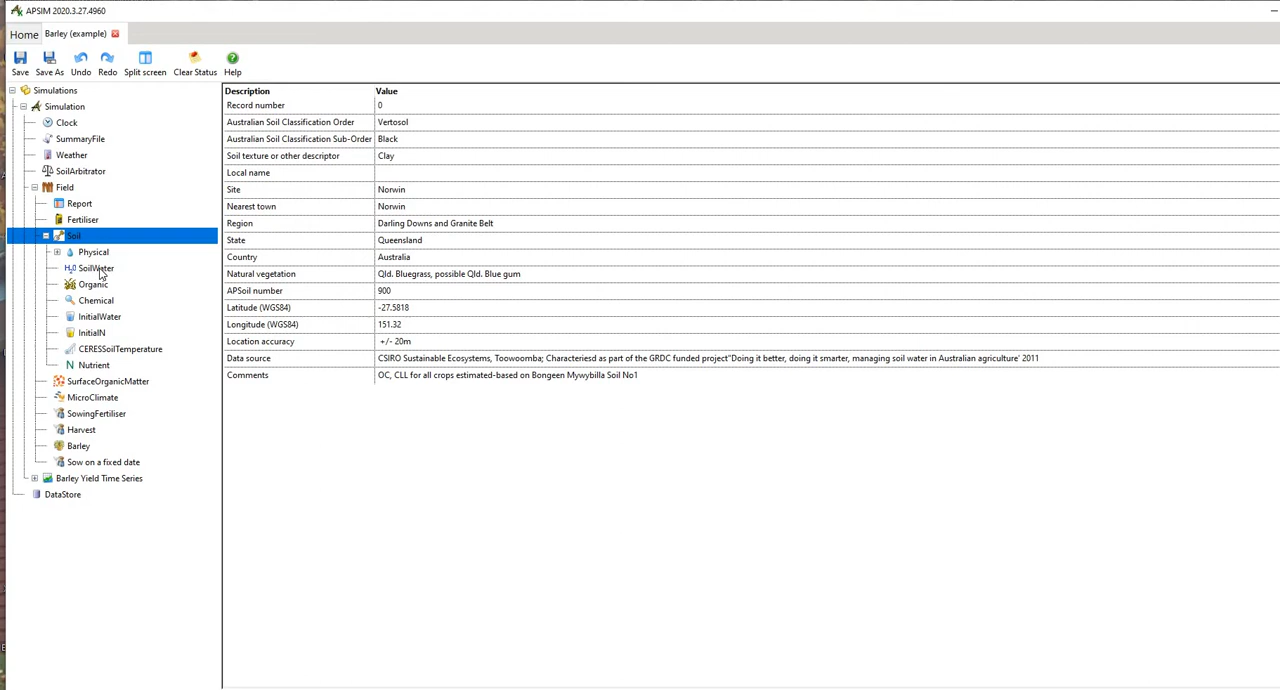 APSIM 2020.3.27.4960
Home Barley (example)
Save Save As Undo Redo Split screen Clear Status Help
Simulations
Simulation
Clock
SummaryFile
Weather
SoilArbitrator
Field
Report
Fertiliser
Soil
Physical
SoilWater
Organic
Chemical
InitialWater
InitialN
CERESSoilTemperature
Nutrient
SurfaceOrganicMatter
MicroClimate
SowingFertiliser
Harvest
Barley
Sow on a fixed date
Barley Yield Time Series
DataStore
Description Value
Record number 0
Australian Soil Classification Order Vertosol
Australian Soil Classification Sub-Order Black
Soil texture or other descriptor Clay
Local name
Site Norwin
Nearest town Norwin
Region Darling Downs and Granite Belt
State Queensland
Country Australia
Natural vegetation Qld. Bluegrass, possible Qld. Blue gum
APSoil number 900
Latitude (WGS84) -27.5818
Longitude (WGS84) 151.32
Location accuracy +/- 20m
Data source CSIRO Sustainable Ecosystems, Toowoomba; Characteriesd as part of the GRDC funded project"Doing it better, doing it smarter, managing soil water in Australian agriculture' 2011
Comments OC, CLL for all crops estimated-based on Bongeen Mywybilla Soil No1